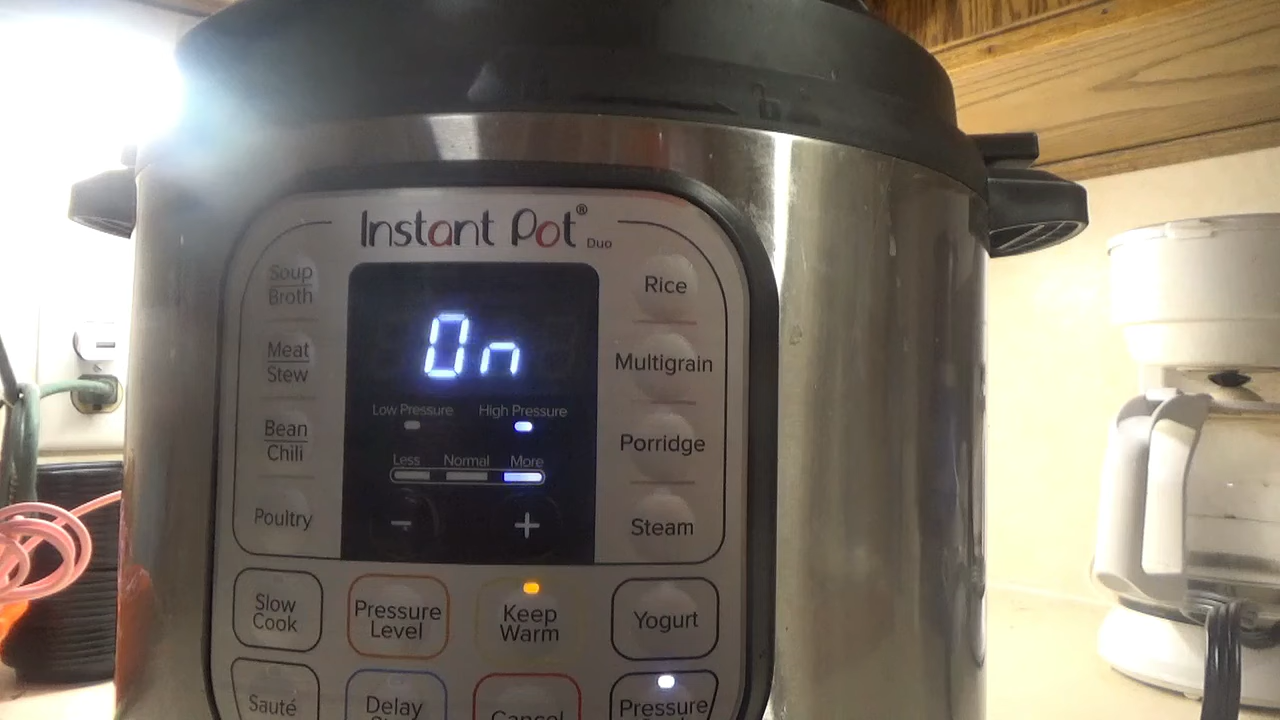 Instant Pot®
Duo
Soup
Broth
Meat
Stew
Bean
Chili
Poultry
On
Low Pressure High Pressure
Less Normal More
- +
Rice
Multigrain
Porridge
Steam
Slow
Cook
Pressure
Level
Keep
Warm
Yogurt
Sauté
Delay
Cancel
Pressure